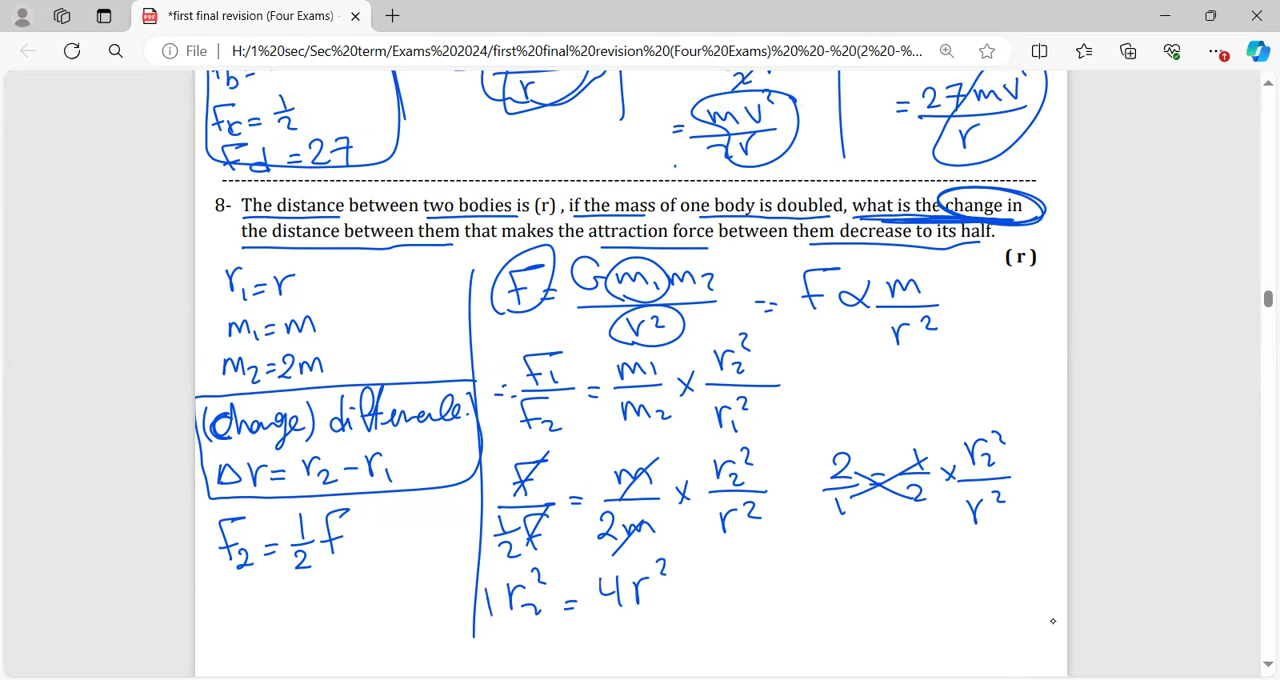 *first final revision (Four Exams) -
File H:/1%20sec/Sec%20term/Exams%202024/first%20final%20revision%20(Four%20Exams)%20%20-%20(2%20-%...
Fc = 1/2
Fd = 27
r
= mv²/2r
= 27mv²/r
8- The distance between two bodies is (r) , if the mass of one body is doubled, what is the change in
the distance between them that makes the attraction force between them decrease to its half.
( r )
r₁ = r
m₁ = m
m₂ = 2m
(change) difference.
Δr = r₂ − r₁
F₂ = 1/2 F
F = G m₁ m₂ / r² = F ∝ m / r²
∴ F₁/F₂ = m₁/m₂ × r₂²/r₁²
F / 1/2 F = m/2m × r₂²/r²
2/1 = 1/2 × r₂²/r²
1 r₂² = 4r²